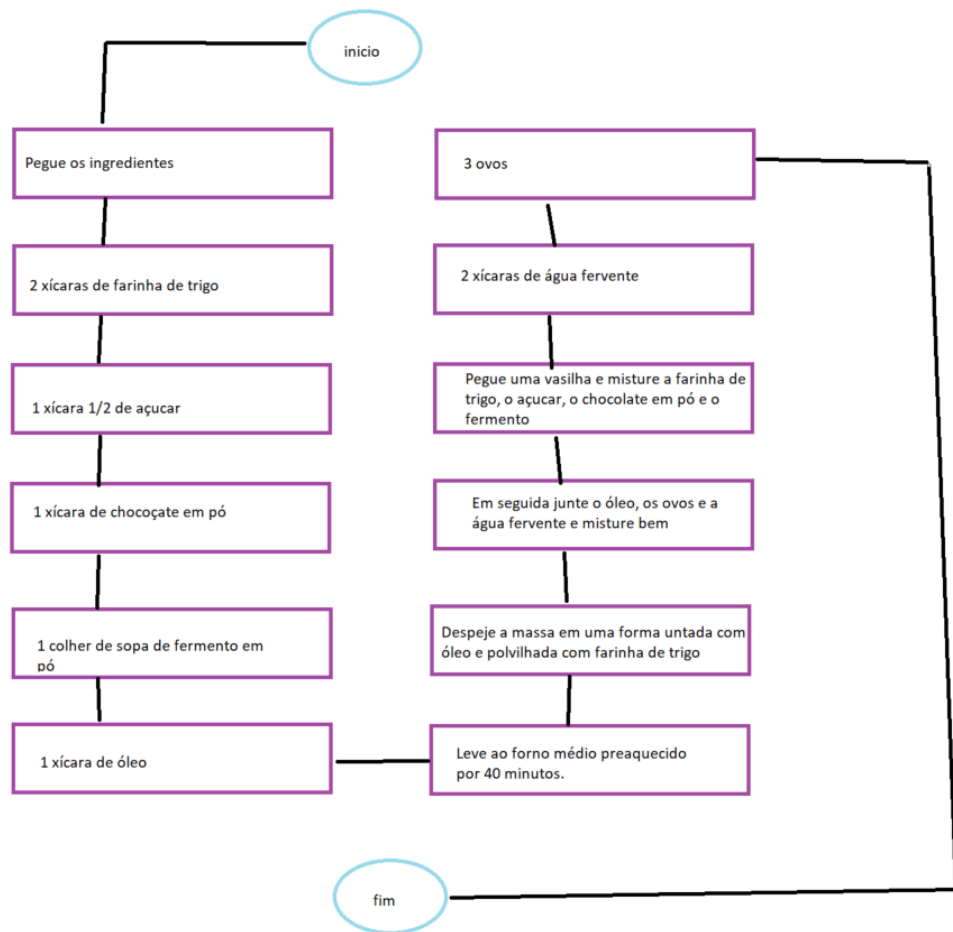 inicio
Pegue os ingredientes
2 xícaras de farinha de trigo
1 xícara 1/2 de açucar
1 xícara de chocoçate em pó
1 colher de sopa de fermento em
pó
1 xícara de óleo
3 ovos
2 xícaras de água fervente
Pegue uma vasilha e misture a farinha de
trigo, o açucar, o chocolate em pó e o
fermento
Em seguida junte o óleo, os ovos e a
água fervente e misture bem
Despeje a massa em uma forma untada com
óleo e polvilhada com farinha de trigo
Leve ao forno médio preaquecido
por 40 minutos.
fim